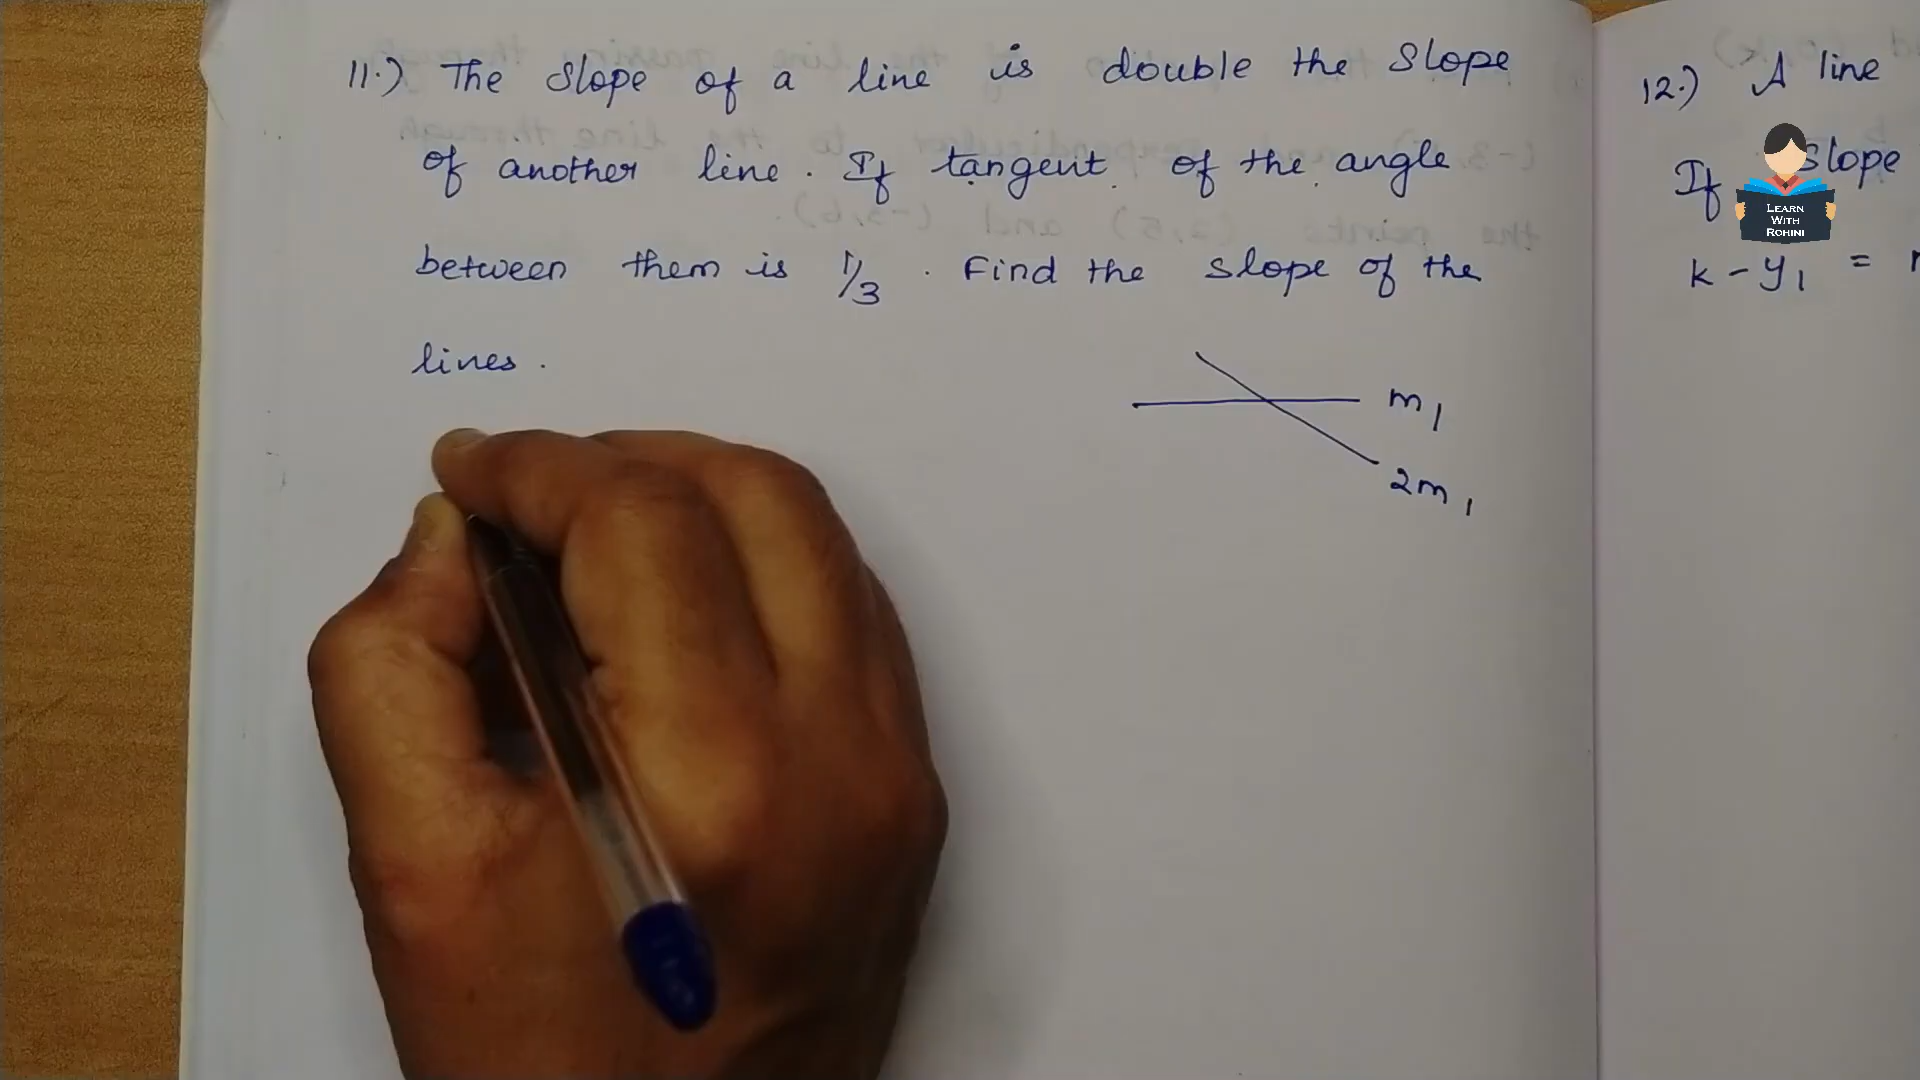 11.) The slope of a line is double the slope
of another line. If tangent of the angle
between them is 1/3. Find the slope of the
lines.
m1
2m1
12.) A line
If slope
k - y1 =
LEARN
WITH
ROHINI